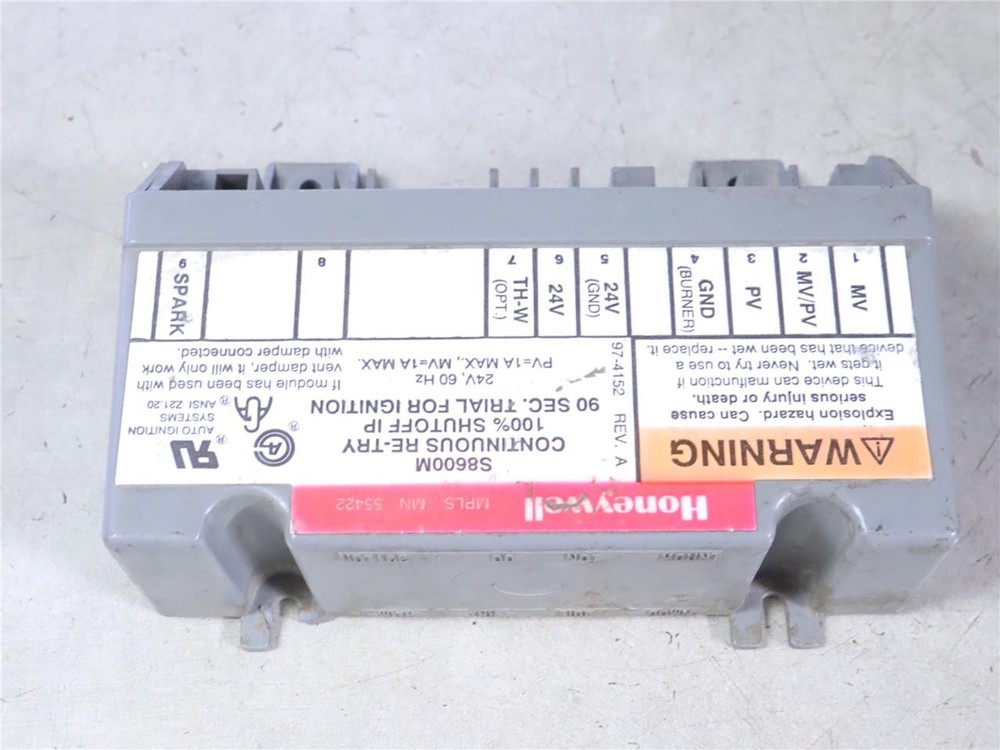 Honeywell MPLS. MN 55422
⚠ WARNING
Explosion hazard. Can cause
serious injury or death.
This device can malfunction if
it gets wet. Never try to use a
device that has been wet -- replace it.
97-4152 REV. A
S8600M
CONTINUOUS RE-TRY
100% SHUTOFF IP
90 SEC. TRIAL FOR IGNITION
24V, 60 Hz
PV=1A MAX., MV=1A MAX.
UL ®
®
AUTO IGNITION
SYSTEMS
® ANSI Z21.20
If module has been used with
vent damper, it will only work
with damper connected.
1 MV
2 MV/PV
3 PV
4 GND
(BURNER)
5 24V
(GND)
6 24V
7 TH-W
(OPT.)
8
9 SPARK